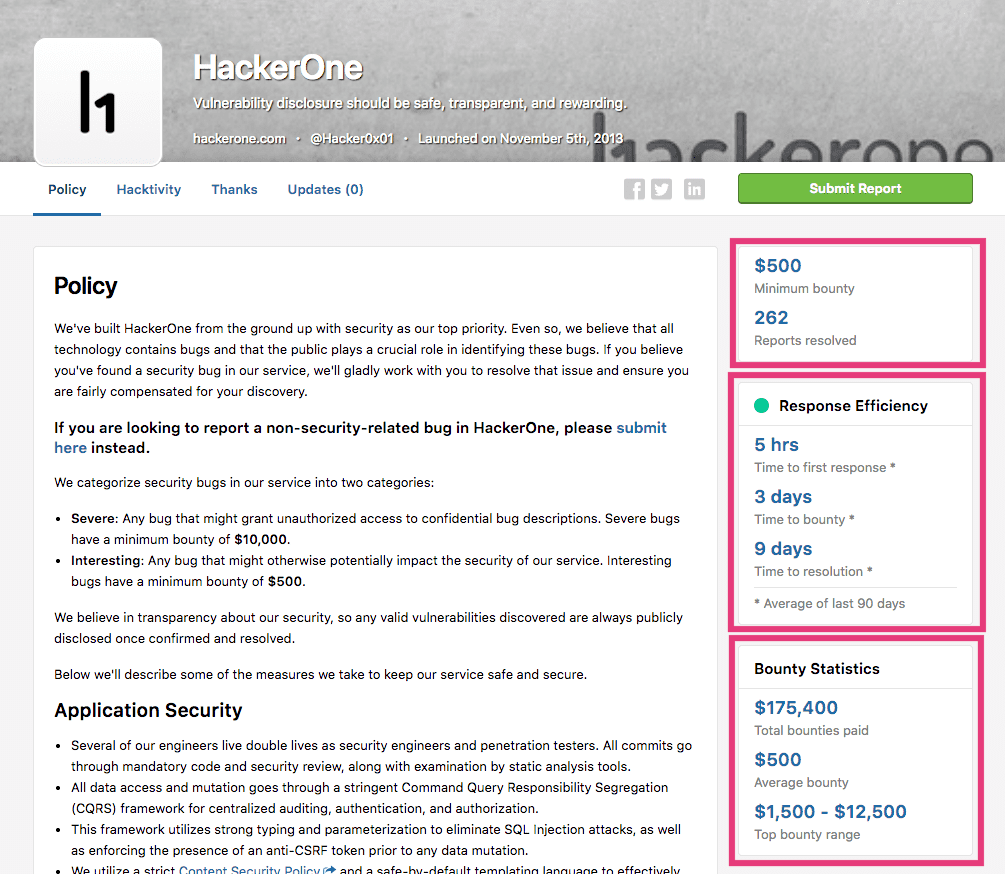 HackerOne
Vulnerability disclosure should be safe, transparent, and rewarding.
hackerone.com · @Hacker0x01 · Launched on November 5th, 2013
hackerone
Policy
Hacktivity
Thanks
Updates (0)
Submit Report
Policy
We've built HackerOne from the ground up with security as our top priority. Even so, we believe that all
technology contains bugs and that the public plays a crucial role in identifying these bugs. If you believe
you've found a security bug in our service, we'll gladly work with you to resolve that issue and ensure you
are fairly compensated for your discovery.
If you are looking to report a non-security-related bug in HackerOne, please submit
here instead.
We categorize security bugs in our service into two categories:
• Severe: Any bug that might grant unauthorized access to confidential bug descriptions. Severe bugs
have a minimum bounty of $10,000.
• Interesting: Any bug that might otherwise potentially impact the security of our service. Interesting
bugs have a minimum bounty of $500.
We believe in transparency about our security, so any valid vulnerabilities discovered are always publicly
disclosed once confirmed and resolved.
Below we'll describe some of the measures we take to keep our service safe and secure.
Application Security
• Several of our engineers live double lives as security engineers and penetration testers. All commits go
through mandatory code and security review, along with examination by static analysis tools.
• All data access and mutation goes through a stringent Command Query Responsibility Segregation
(CQRS) framework for centralized auditing, authentication, and authorization.
• This framework utilizes strong typing and parameterization to eliminate SQL Injection attacks, as well
as enforcing the presence of an anti-CSRF token prior to any data mutation.
• We utilize a strict Content Security Policy and a safe-by-default templating language to effectively
$500
Minimum bounty
262
Reports resolved
Response Efficiency
5 hrs
Time to first response *
3 days
Time to bounty *
9 days
Time to resolution *
* Average of last 90 days
Bounty Statistics
$175,400
Total bounties paid
$500
Average bounty
$1,500 - $12,500
Top bounty range